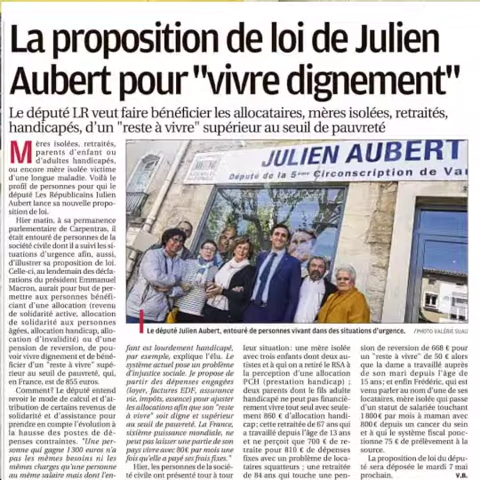 La proposition de loi de Julien
Aubert pour "vivre dignement"
Le député LR veut faire bénéficier les allocataires, mères isolées, retraités,
handicapés, d'un "reste à vivre" supérieur au seuil de pauvreté
Mères isolées, retraités,
parents d'enfant ou
d'adultes handicapés,
ou encore mère isolée victime
d'une longue maladie. Voilà le
profil de personnes pour qui le
député Les Républicains Julien
Aubert lance sa nouvelle propo-
sition de loi.
Hier matin, à sa permanence
parlementaire de Carpentras, il
était entouré de personnes de la
société civile dont il a suivi les si-
tuations d'urgence afin, aussi,
d'illustrer sa proposition de loi.
Celle-ci, au lendemain des décla-
rations du président Emmanuel
Macron, aurait pour but de per-
mettre aux personnes bénéfi-
ciant d'une allocation (revenu
de solidarité active, allocation
de solidarité aux personnes
âgées, allocation handicap, allo-
cation d'invalidité) ou d'une
pension de reversion, de pou-
voir vivre dignement et de bénéfi-
cier d'un "reste à vivre" supé-
rieur au seuil de pauvreté, qui,
en France, est de 855 euros.
Comment? Le député entend
revoir le mode de calcul et d'at-
tribution de certains revenus de
solidarité et d'assistance pour
prendre en compte l'évolution à
la hausse des postes de dé-
penses contraintes. "Une per-
sonne qui gagne 1300 euros n'a
pas les mêmes besoins ni les
mêmes charges qu'une personne
au même salaire mais dont l'en-
JULIEN AUBERT
Député de la 5ème Circonscription de Va
Le député Julien Aubert, entouré de personnes vivant dans des situations d'urgence.
/PHOTO VALÉRIE SUAU
fant est lourdement handicapé,
par exemple, explique l'élu. Le
système actuel pose un problème
d'injustice sociale. Je propose de
partir des dépenses engagées
(loyer, factures EDF, assurance
vie, impôts, essence) pour ajuster
les allocations afin que son "reste
à vivre" soit digne et supérieur
au seuil de pauvreté. La France,
sixième puissance mondiale, ne
peut pas laisser une partie de son
pays vivre avec 80€ par mois une
fois qu'elle a payé ses frais fixes."
Hier, les personnes de la socié-
té civile ont présenté tour à tour
leur situation: une mère isolée
avec trois enfants dont deux au-
tistes et qui on a retiré le RSA à
la perception d'une allocation
PCH (prestation handicap) ;
deux parents dont le fils adulte
handicapé ne peut pas financiè-
rement vivre tout seul avec seule-
ment 860 € d'allocation handi-
cap; cette retraitée de 67 ans qui
a travaillé depuis l'âge de 13 ans
et ne perçoit que 700 € de re-
traite pour 810 € de dépenses
fixes avec un problème de loca-
taires squatteurs ; une retraitée
de 84 ans qui touche une pen-
sion de reversion de 668 € pour
un "reste à vivre" de 50 € alors
que la dame a travaillé auprès
de son mari depuis l'âge de
15 ans; et enfin Frédéric, qui est
venu parler au nom d'une de ses
locataires, mère isolée qui passe
d'un statut de salariée touchant
1 800€ par mois à maman avec
800€ depuis un cancer du sein
et à qui le système fiscal ponc-
tionne 75 € de prélèvement à la
source.
La proposition de loi du dépu-
té sera déposée le mardi 7 mai
prochain.
V.B.